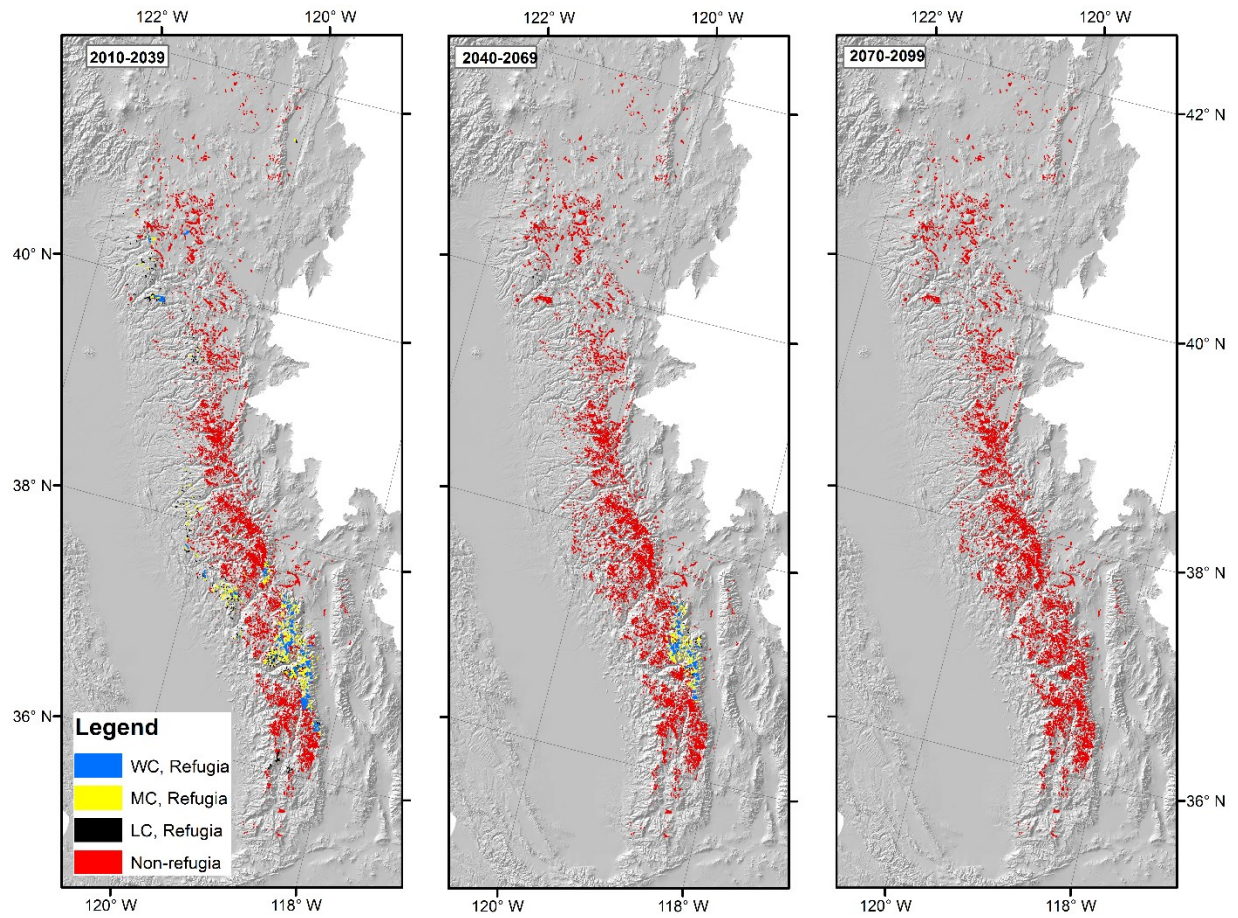 122° W
120° W
122° W
120° W
122° W
120° W
2010-2039
2040-2069
2070-2099
42° N
40° N
40° N
38° N
38° N
36° N
36° N
Legend
WC, Refugia
MC, Refugia
LC, Refugia
Non-refugia
120° W
118° W
120° W
118° W
120° W
118° W